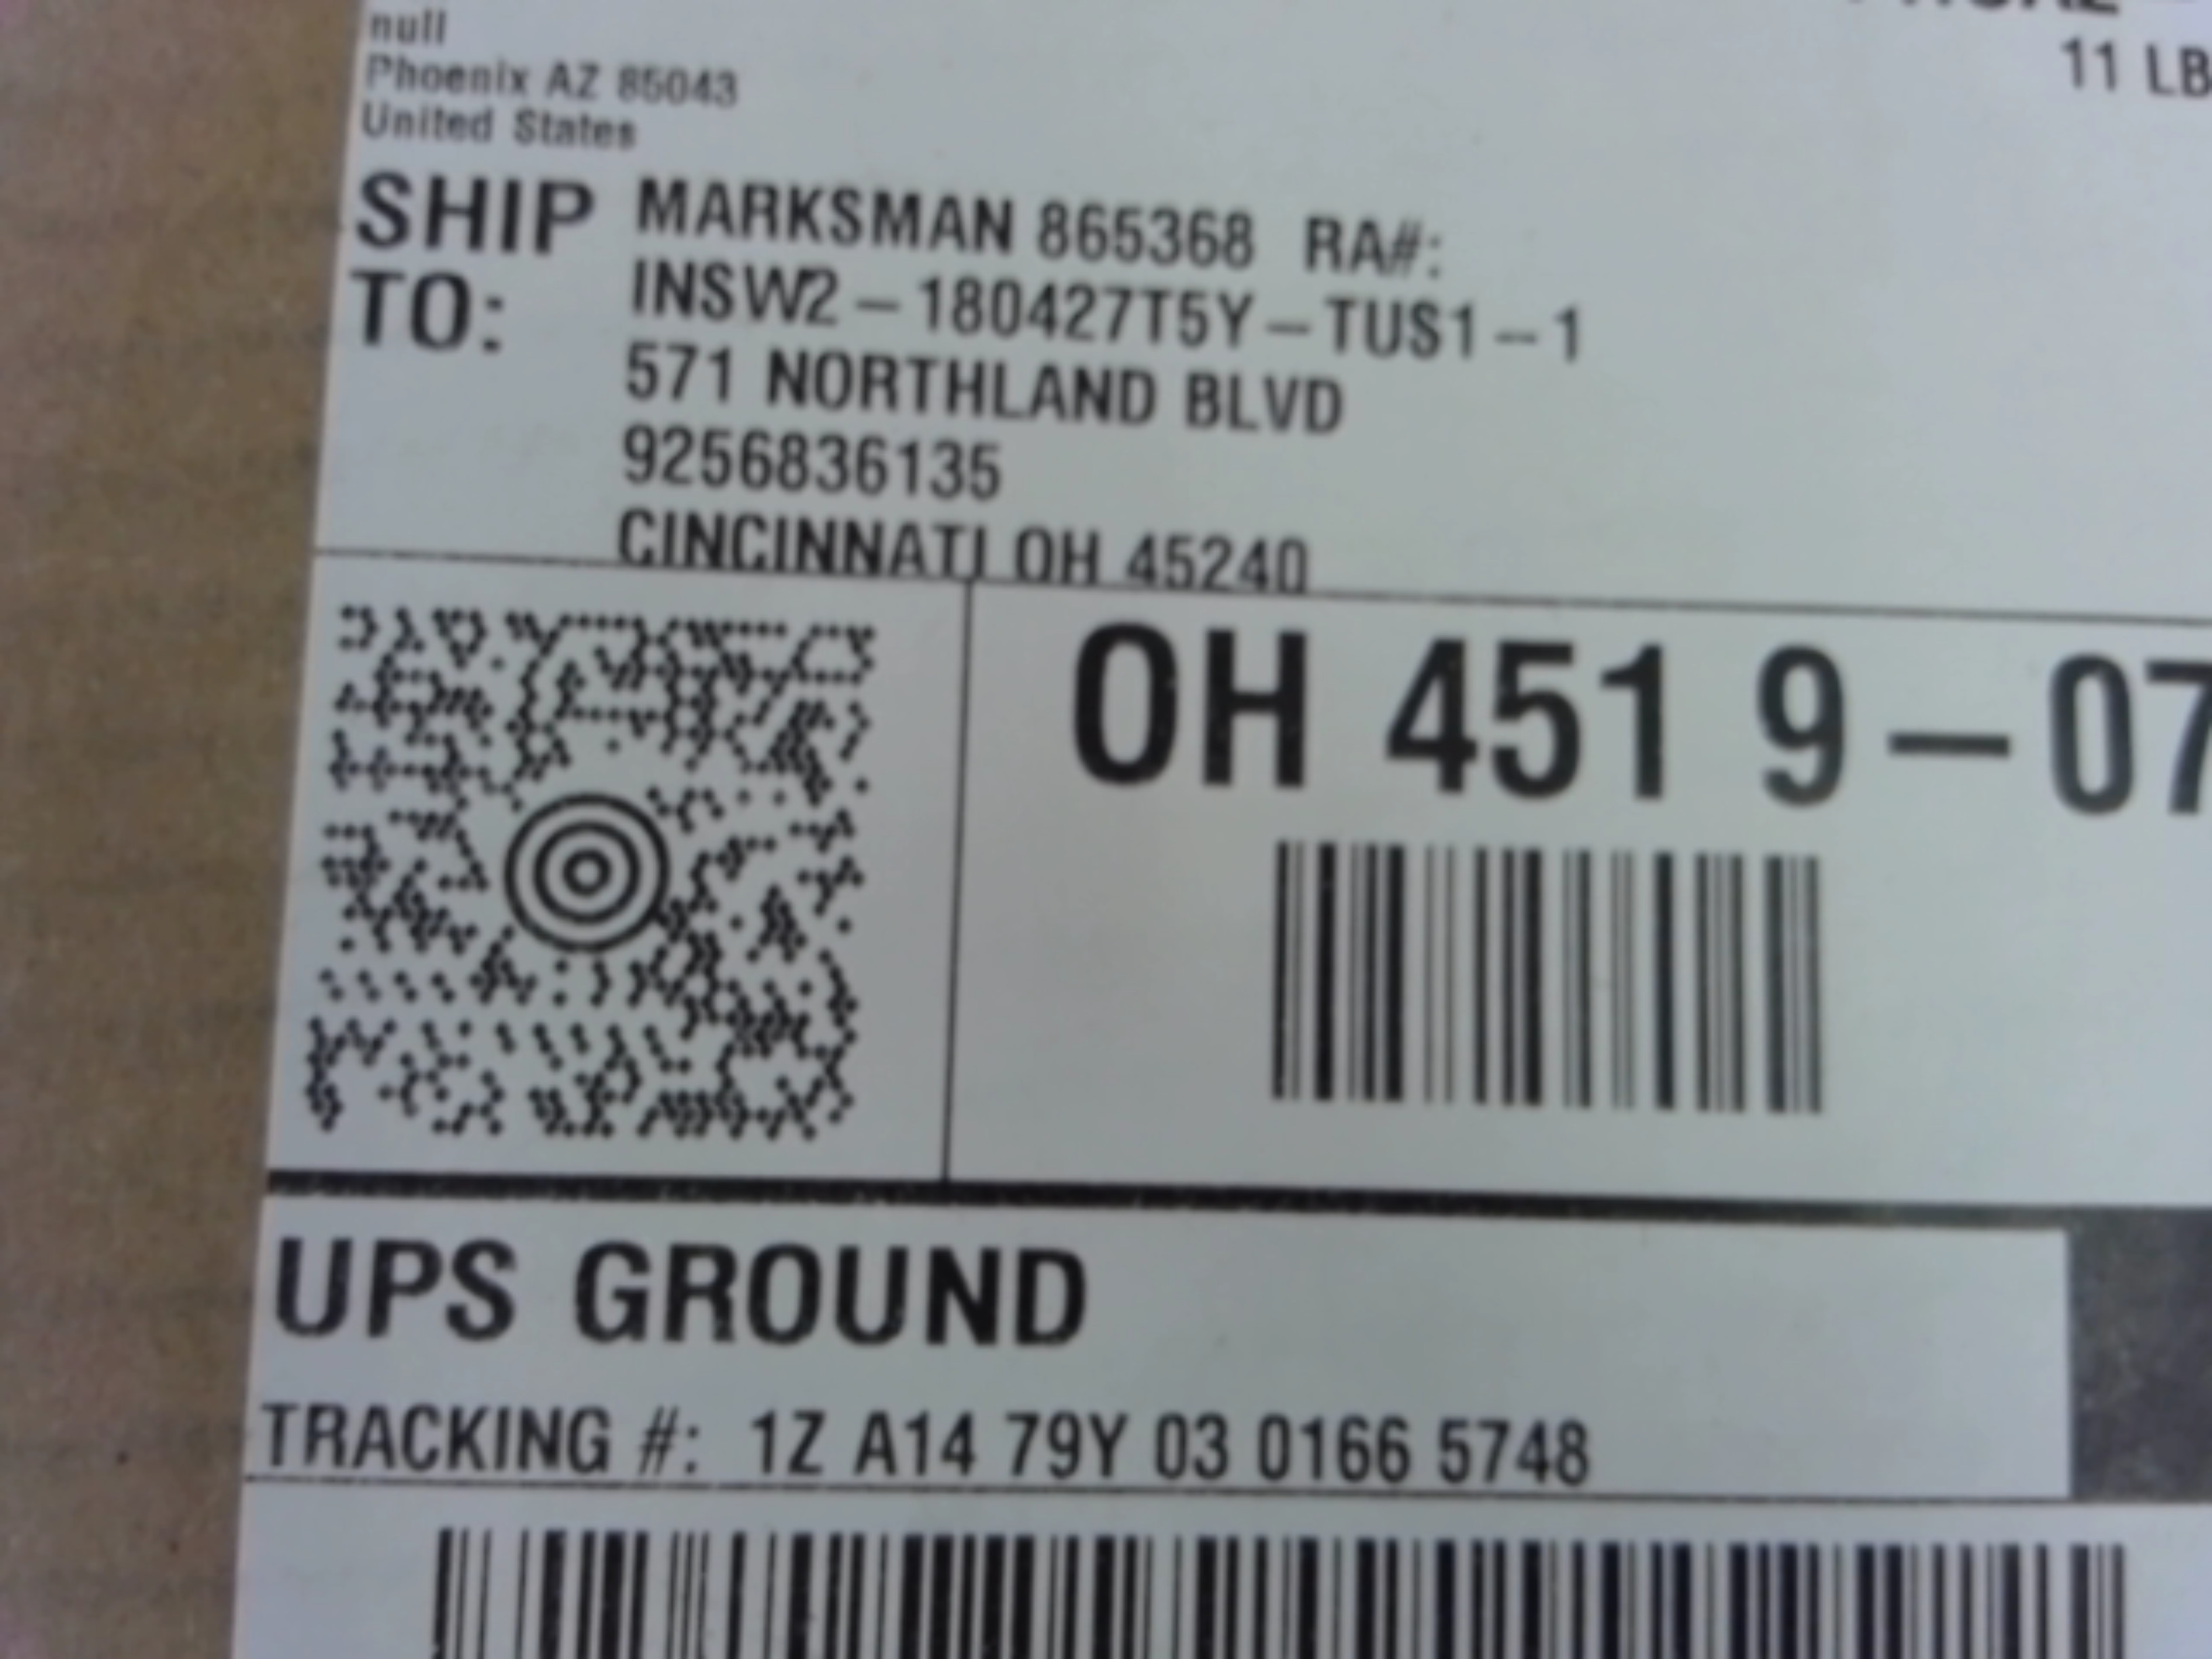 null
Phoenix AZ 85043
United States
11 LB
SHIP TO:
MARKSMAN 865368 RA#:
INSW2-180427T5Y-TUS1--1
571 NORTHLAND BLVD
9256836135
CINCINNATI OH 45240
OH 451 9-07
UPS GROUND
TRACKING #: 1Z A14 79Y 03 0166 5748